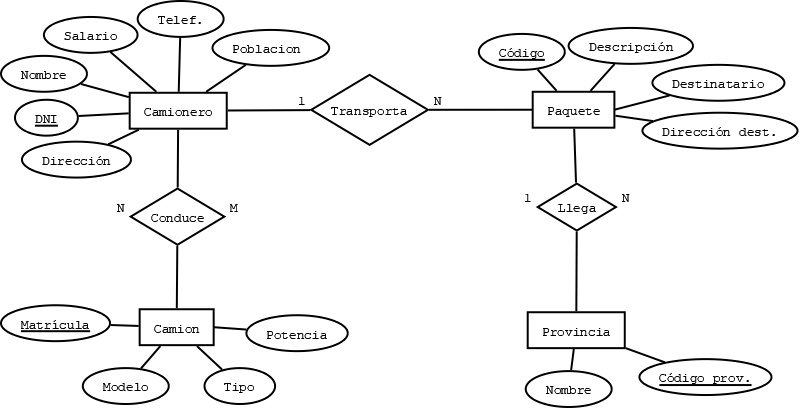 Telef.
Salario
Poblacion
Nombre
DNI
Camionero
Dirección
1
Transporta
N
Código
Descripción
Destinatario
Paquete
Dirección dest.
N
Conduce
M
1
Llega
N
Matrícula
Camion
Potencia
Modelo
Tipo
Provincia
Nombre
Código prov.